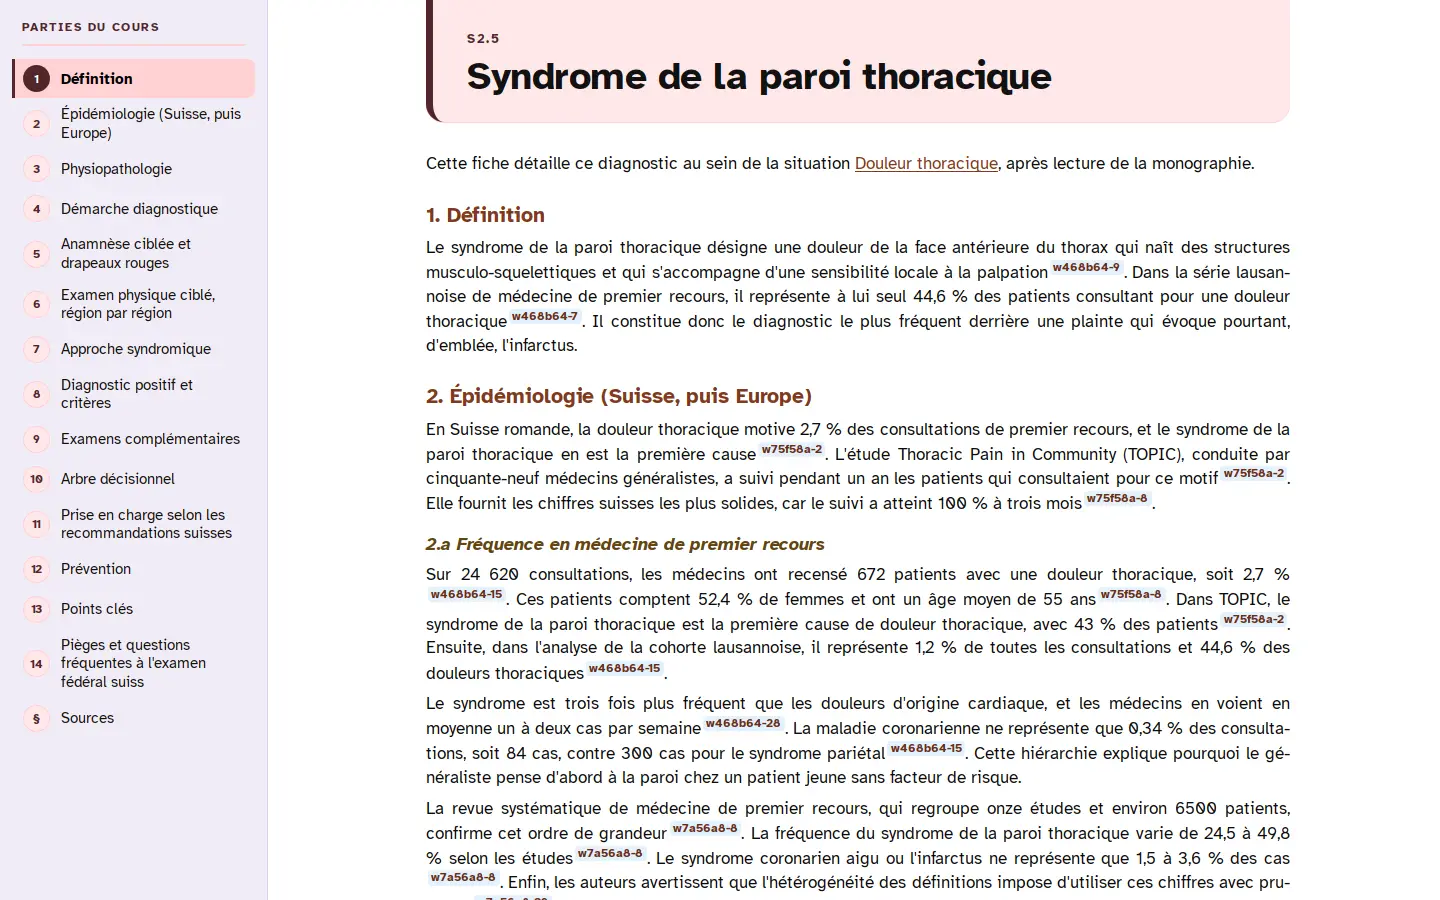 PARTIES DU COURS
1 Définition
2 Épidémiologie (Suisse, puis
Europe)
3 Physiopathologie
4 Démarche diagnostique
5 Anamnèse ciblée et
drapeaux rouges
6 Examen physique ciblé,
région par région
7 Approche syndromique
8 Diagnostic positif et
critères
9 Examens complémentaires
10 Arbre décisionnel
11 Prise en charge selon les
recommandations suisses
12 Prévention
13 Points clés
14 Pièges et questions
fréquentes à l'examen
fédéral suiss
§ Sources
S2.5
Syndrome de la paroi thoracique
Cette fiche détaille ce diagnostic au sein de la situation Douleur thoracique, après lecture de la monographie.
1. Définition
Le syndrome de la paroi thoracique désigne une douleur de la face antérieure du thorax qui naît des structures
musculo-squelettiques et qui s'accompagne d'une sensibilité locale à la palpation w468b64-9. Dans la série lausan-
noise de médecine de premier recours, il représente à lui seul 44,6 % des patients consultant pour une douleur
thoracique w468b64-7. Il constitue donc le diagnostic le plus fréquent derrière une plainte qui évoque pourtant,
d'emblée, l'infarctus.
2. Épidémiologie (Suisse, puis Europe)
En Suisse romande, la douleur thoracique motive 2,7 % des consultations de premier recours, et le syndrome de la
paroi thoracique en est la première cause w75f58a-2. L'étude Thoracic Pain in Community (TOPIC), conduite par
cinquante-neuf médecins généralistes, a suivi pendant un an les patients qui consultaient pour ce motif w75f58a-2.
Elle fournit les chiffres suisses les plus solides, car le suivi a atteint 100 % à trois mois w75f58a-8.
2.a Fréquence en médecine de premier recours
Sur 24 620 consultations, les médecins ont recensé 672 patients avec une douleur thoracique, soit 2,7 %
w468b64-15. Ces patients comptent 52,4 % de femmes et ont un âge moyen de 55 ans w75f58a-8. Dans TOPIC, le
syndrome de la paroi thoracique est la première cause de douleur thoracique, avec 43 % des patients w75f58a-2.
Ensuite, dans l'analyse de la cohorte lausannoise, il représente 1,2 % de toutes les consultations et 44,6 % des
douleurs thoraciques w468b64-15.
Le syndrome est trois fois plus fréquent que les douleurs d'origine cardiaque, et les médecins en voient en
moyenne un à deux cas par semaine w468b64-28. La maladie coronarienne ne représente que 0,34 % des consulta-
tions, soit 84 cas, contre 300 cas pour le syndrome pariétal w468b64-15. Cette hiérarchie explique pourquoi le gé-
néraliste pense d'abord à la paroi chez un patient jeune sans facteur de risque.
La revue systématique de médecine de premier recours, qui regroupe onze études et environ 6500 patients,
confirme cet ordre de grandeur w7a56a8-8. La fréquence du syndrome de la paroi thoracique varie de 24,5 à 49,8
% selon les études w7a56a8-8. Le syndrome coronarien aigu ou l'infarctus ne représente que 1,5 à 3,6 % des cas
w7a56a8-8. Enfin, les auteurs avertissent que l'hétérogénéité des définitions impose d'utiliser ces chiffres avec pru-